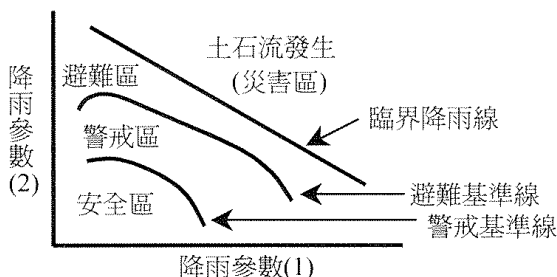 土石流發生
(災害區)
避難區
臨界降雨線
警戒區
安全區
避難基準線
警戒基準線
降雨參數(2)
降雨參數(1)